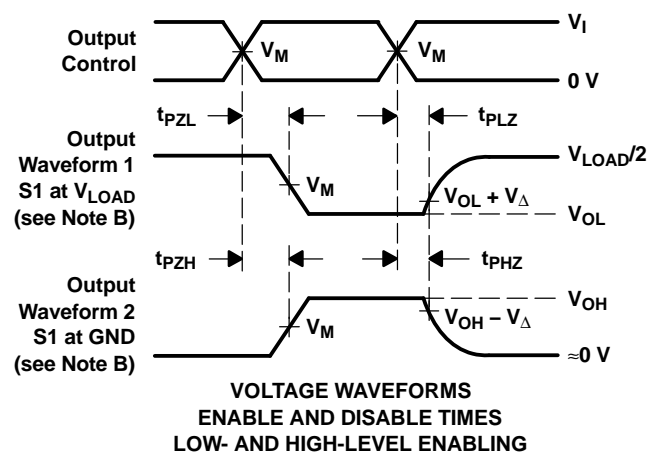 Output
Control
V_M
V_M
V_I
0 V
t_PZL
t_PLZ
Output
Waveform 1
S1 at V_LOAD
(see Note B)
V_M
V_LOAD/2
V_OL + V_Δ
V_OL
t_PZH
t_PHZ
Output
Waveform 2
S1 at GND
(see Note B)
V_M
V_OH
V_OH – V_Δ
≈0 V
VOLTAGE WAVEFORMS
ENABLE AND DISABLE TIMES
LOW- AND HIGH-LEVEL ENABLING